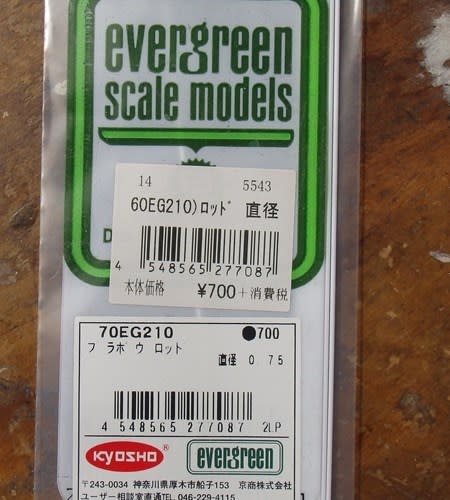 evergreen
scale models
D
14 5543
60EG210)ﾛｯﾄﾞ 直径
4 548565 277087
本体価格 ¥700+消費税
70EG210 ●700
プラボウ ロット
直径 0 75
4 548565 277087 2LP
KYOSHO® evergreen
〒243-0034 神奈川県厚木市船子153 京商株式会社
ユーザー相談室直通TEL.046-229-4115